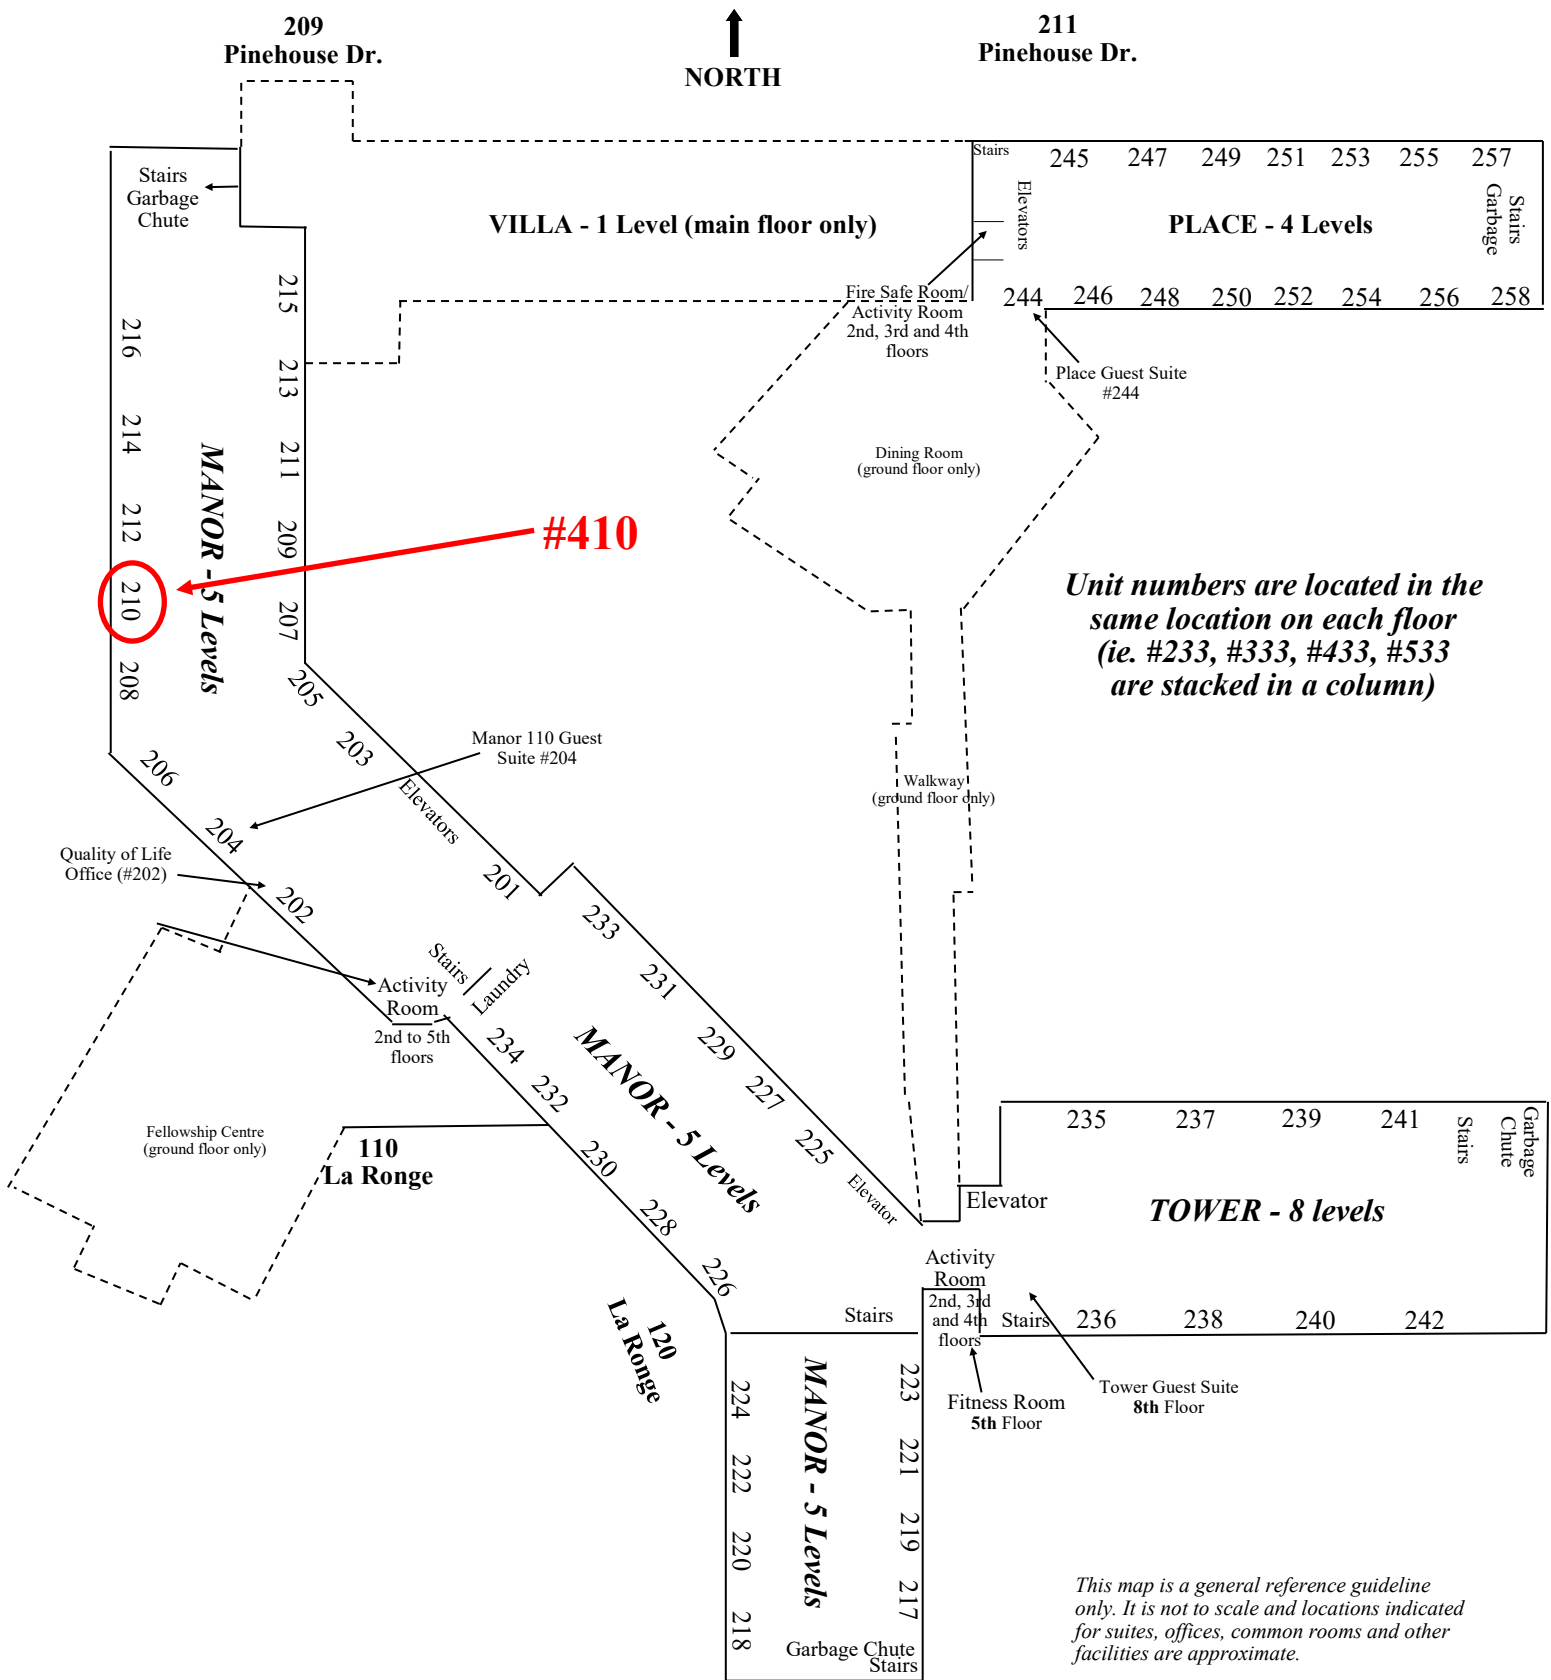 209
Pinehouse Dr.
NORTH
211
Pinehouse Dr.
Stairs
Garbage
Chute
VILLA - 1 Level (main floor only)
Stairs
Elevators
245
247
249
251
253
255
257
PLACE - 4 Levels
Stairs
Garbage
244
246
248
250
252
254
256
258
Fire Safe Room/
Activity Room
2nd, 3rd and 4th
floors
Place Guest Suite
#244
215
213
211
209
207
205
203
Elevators
201
216
214
212
210
208
206
204
202
MANOR - 5 Levels
#410
Dining Room
(ground floor only)
Unit numbers are located in the
same location on each floor
(ie. #233, #333, #433, #533
are stacked in a column)
Manor 110 Guest
Suite #204
Walkway
(ground floor only)
Quality of Life
Office (#202)
Stairs
Laundry
Activity
Room
2nd to 5th
floors
233
231
229
227
225
Elevator
234
232
230
228
226
MANOR - 5 Levels
Fellowship Centre
(ground floor only)
110
La Ronge
120
La Ronge
235
237
239
241
Stairs
Garbage
Chute
Elevator
TOWER - 8 levels
Activity
Room
2nd, 3rd
and 4th
floors
Stairs
Stairs
236
238
240
242
Fitness Room
5th Floor
Tower Guest Suite
8th Floor
224
222
220
218
MANOR - 5 Levels
223
221
219
217
Garbage Chute
Stairs
This map is a general reference guideline
only. It is not to scale and locations indicated
for suites, offices, common rooms and other
facilities are approximate.